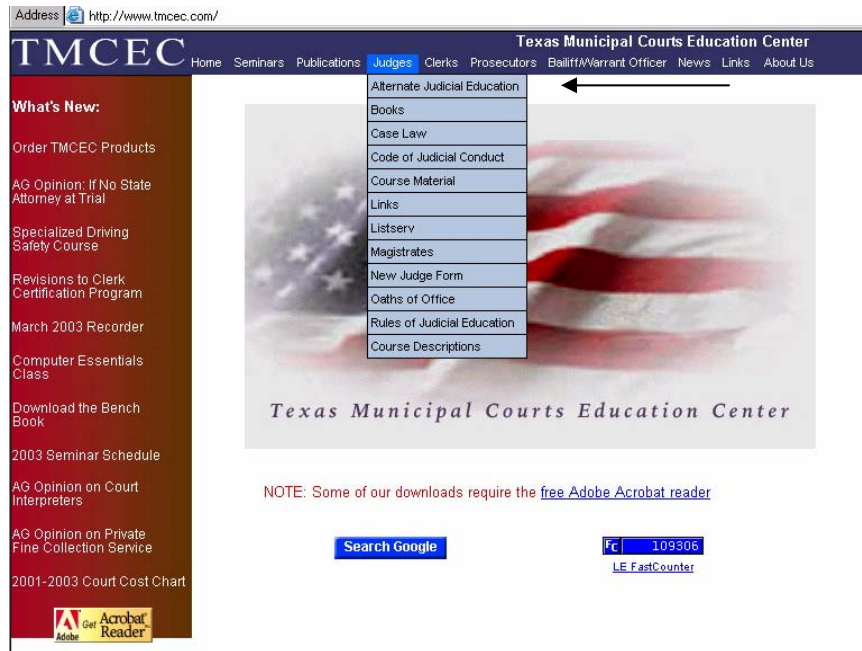 Address http://www.tmcec.com/
TMCEC
Texas Municipal Courts Education Center
Home Seminars Publications Judges Clerks Prosecutors Bailiff/Warrant Officer News Links About Us
Alternate Judicial Education
Books
Case Law
Code of Judicial Conduct
Course Material
Links
Listserv
Magistrates
New Judge Form
Oaths of Office
Rules of Judicial Education
Course Descriptions
What's New:
Order TMCEC Products
AG Opinion: If No State
Attorney at Trial
Specialized Driving
Safety Course
Revisions to Clerk
Certification Program
March 2003 Recorder
Computer Essentials
Class
Download the Bench
Book
2003 Seminar Schedule
AG Opinion on Court
Interpreters
AG Opinion on Private
Fine Collection Service
2001-2003 Court Cost Chart
Adobe
Get Acrobat
Reader
Texas Municipal Courts Education Center
NOTE: Some of our downloads require the free Adobe Acrobat reader
Search Google
FC 109306
LE FastCounter